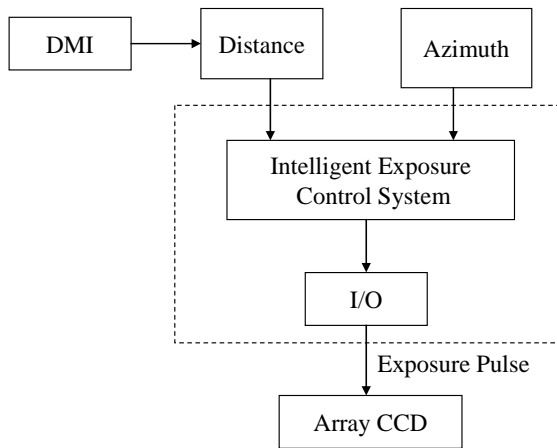 DMI
Distance
Azimuth
Intelligent Exposure
Control System
I/O
Exposure Pulse
Array CCD